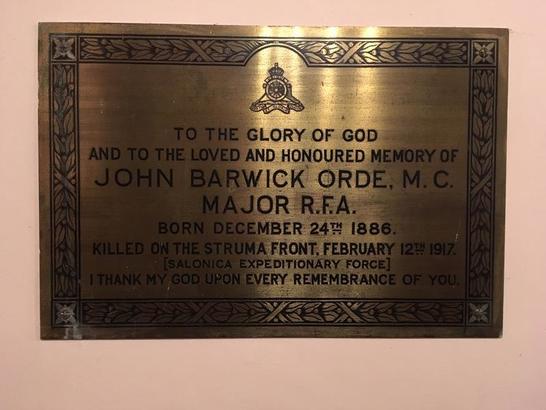 TO THE GLORY OF GOD
AND TO THE LOVED AND HONOURED MEMORY OF
JOHN BARWICK ORDE, M.C.
MAJOR R.F.A.
BORN DECEMBER 24TH 1886.
KILLED ON THE STRUMA FRONT, FEBRUARY 12TH 1917.
[SALONICA EXPEDITIONARY FORCE]
I THANK MY GOD UPON EVERY REMEMBRANCE OF YOU.